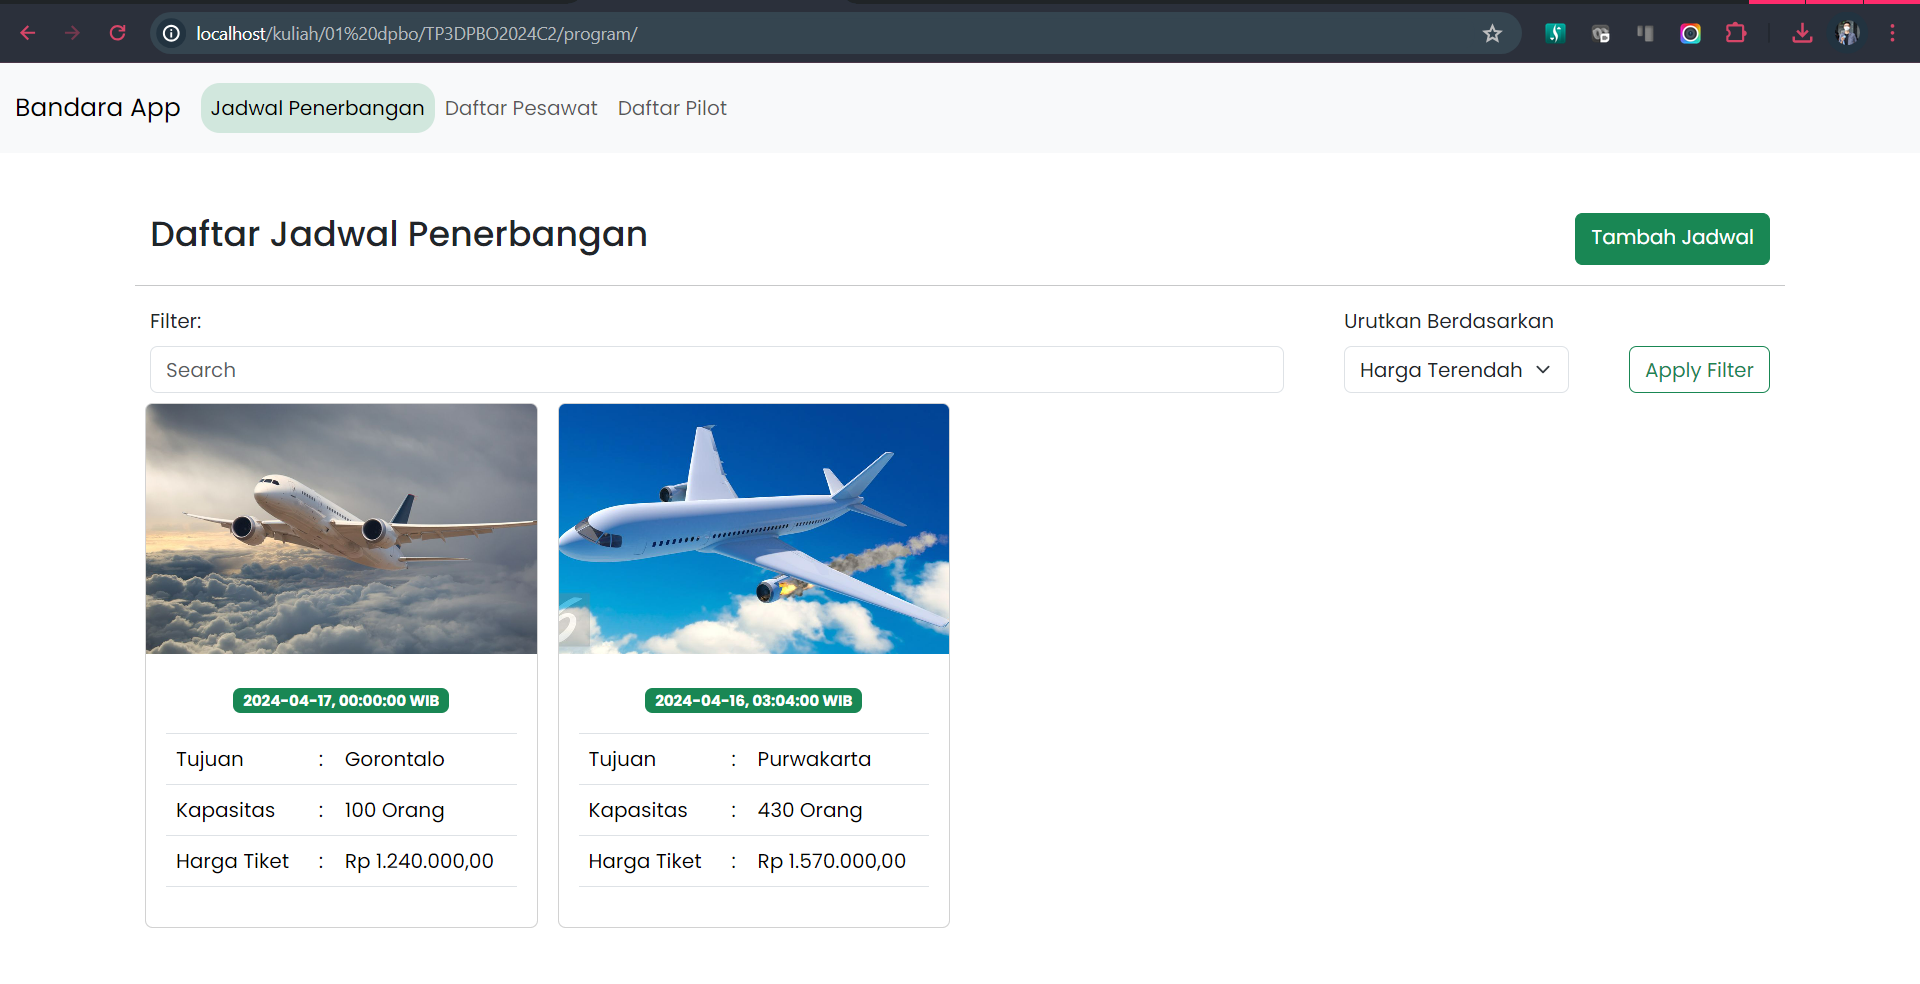 localhost/kuliah/01%20dpbo/TP3DPBO2024C2/program/
Bandara App Jadwal Penerbangan Daftar Pesawat Daftar Pilot
Daftar Jadwal Penerbangan
Tambah Jadwal
Filter:
Urutkan Berdasarkan
Search
Harga Terendah
Apply Filter
2024-04-17, 00:00:00 WIB
Tujuan : Gorontalo
Kapasitas : 100 Orang
Harga Tiket : Rp 1.240.000,00
2024-04-16, 03:04:00 WIB
Tujuan : Purwakarta
Kapasitas : 430 Orang
Harga Tiket : Rp 1.570.000,00